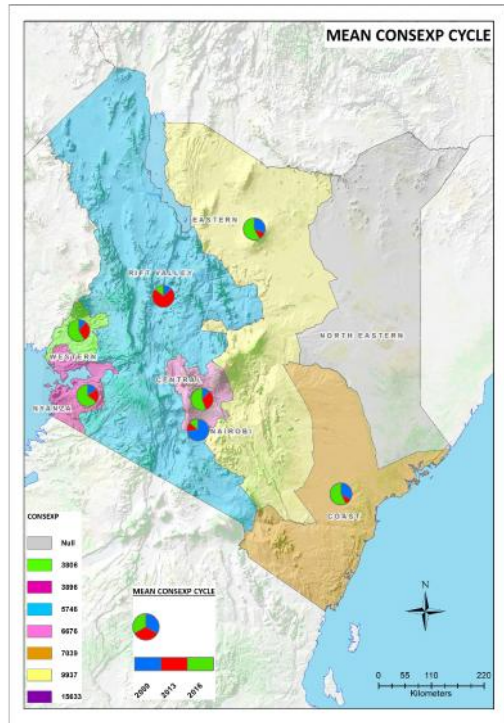 MEAN CONSEXP CYCLE
EASTERN
RIFT VALLEY
NORTH EASTERN
WESTERN
CENTRAL
NYANZA
NAIROBI
COAST
CONSEXP
Null
3806
3896
5746
6676
7039
9937
15633
MEAN CONSEXP CYCLE
2009
2013
2016
N
0 55 110 220
Kilometers